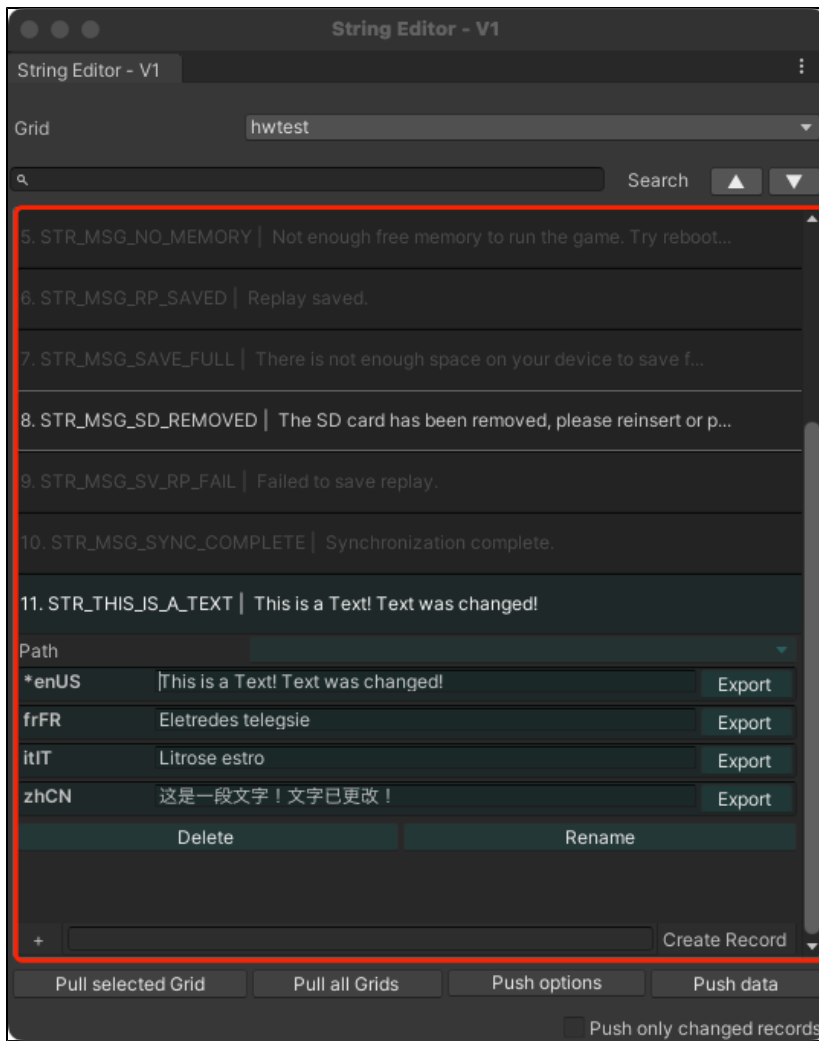 String Editor - V1
String Editor - V1
Grid hwtest
Search ▲ ▼
5. STR_MSG_NO_MEMORY | Not enough free memory to run the game. Try reboot...
6. STR_MSG_RP_SAVED | Replay saved.
7. STR_MSG_SAVE_FULL | There is not enough space on your device to save f...
8. STR_MSG_SD_REMOVED | The SD card has been removed, please reinsert or p...
9. STR_MSG_SV_RP_FAIL | Failed to save replay.
10. STR_MSG_SYNC_COMPLETE | Synchronization complete.
11. STR_THIS_IS_A_TEXT | This is a Text! Text was changed!
Path
*enUS This is a Text! Text was changed! Export
frFR Eletredes telegsie Export
itIT Litrose estro Export
zhCN 这是一段文字！文字已更改！ Export
Delete Rename
+ Create Record
Pull selected Grid Pull all Grids Push options Push data
Push only changed records